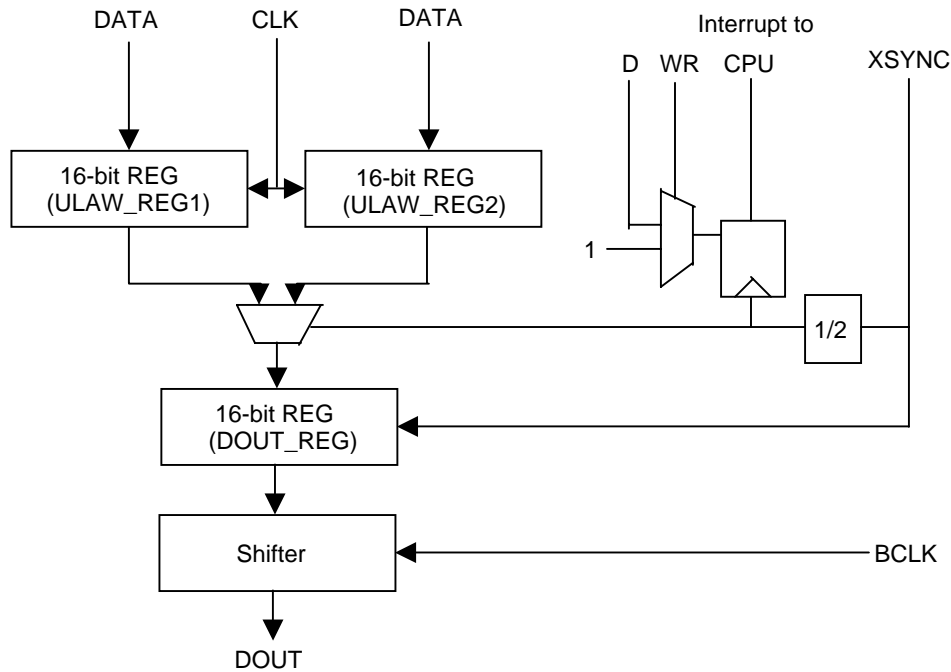 DATA
CLK
DATA
Interrupt to
D WR CPU
XSYNC
16-bit REG
(ULAW_REG1)
16-bit REG
(ULAW_REG2)
1
1/2
16-bit REG
(DOUT_REG)
Shifter
BCLK
DOUT